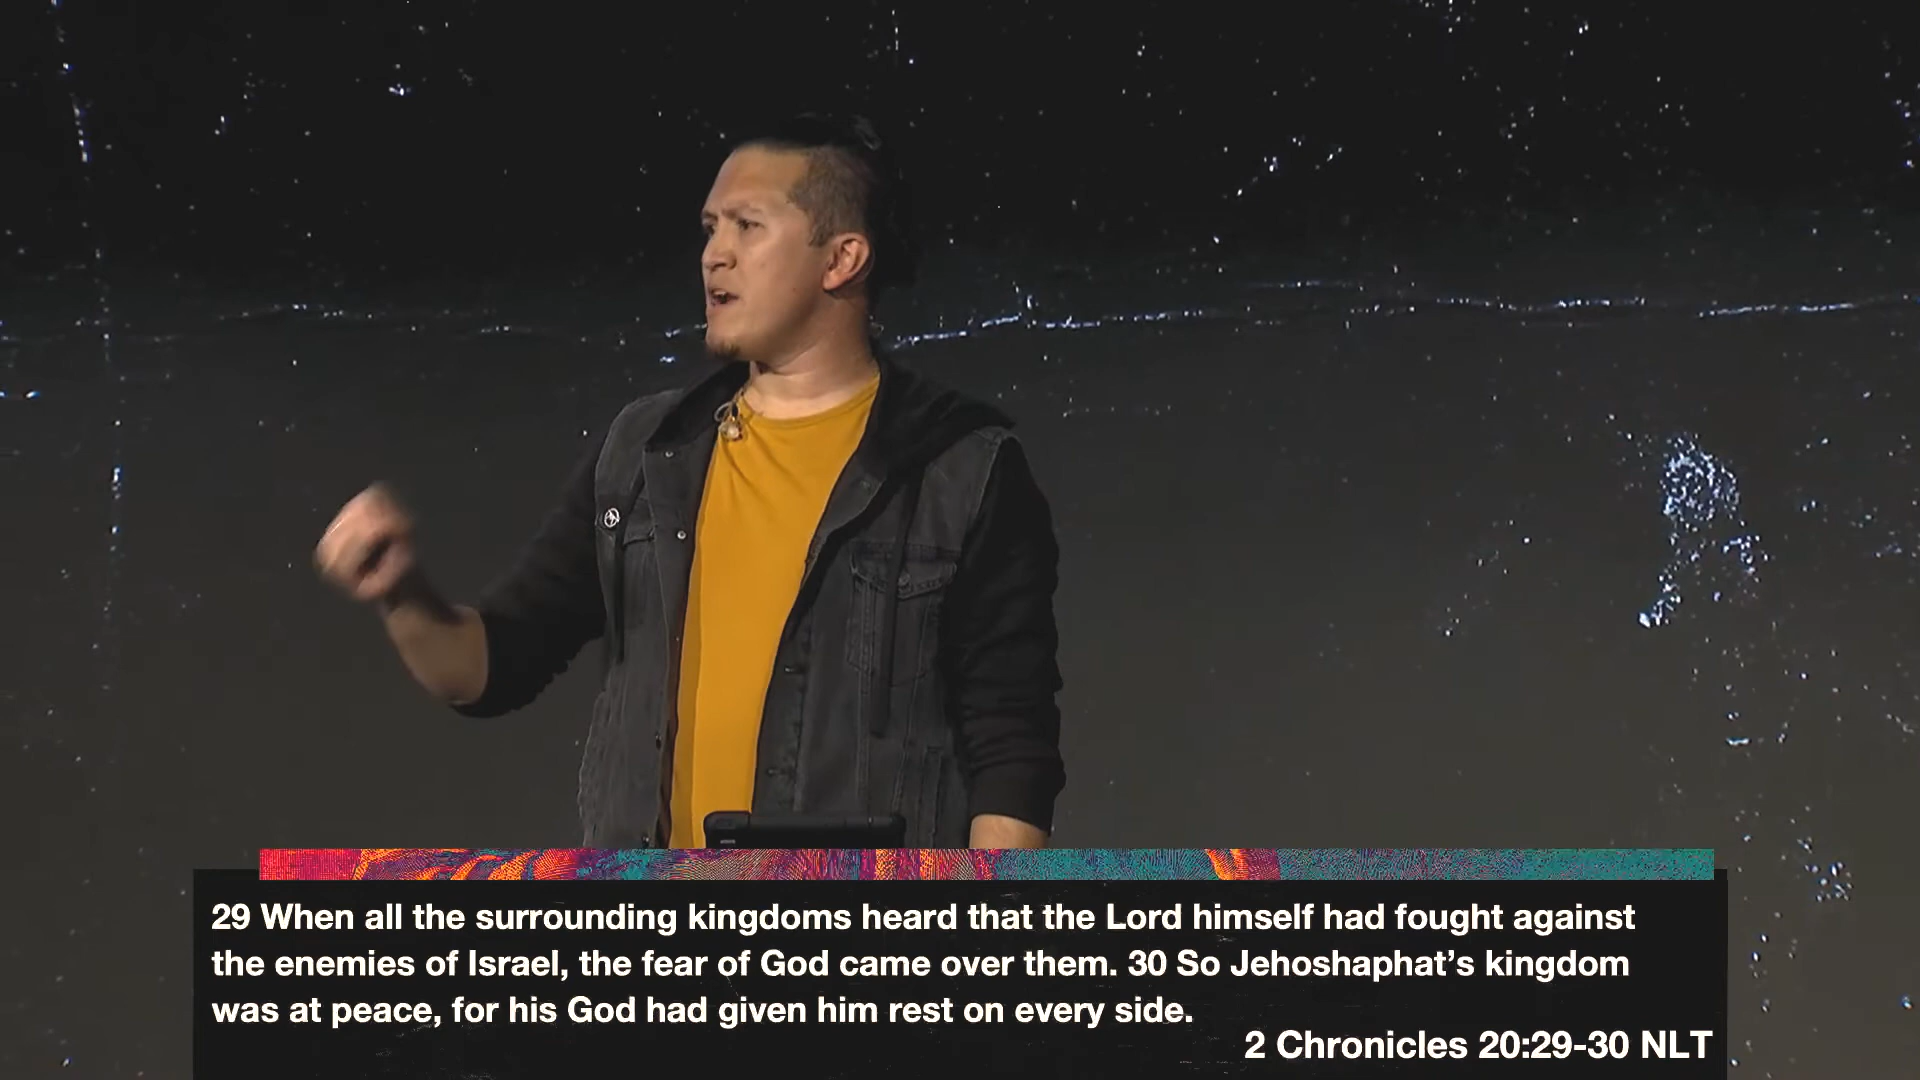 29 When all the surrounding kingdoms heard that the Lord himself had fought against
the enemies of Israel, the fear of God came over them. 30 So Jehoshaphat’s kingdom
was at peace, for his God had given him rest on every side.
2 Chronicles 20:29-30 NLT